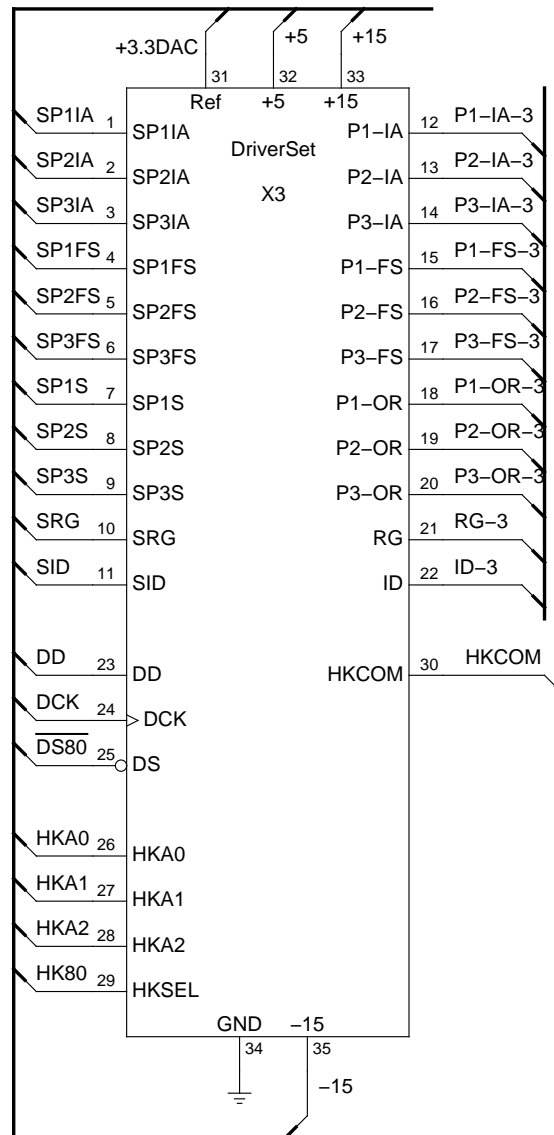 +3.3DAC +5 +15
31 32 33
Ref +5 +15
DriverSet
X3
SP1IA 1 SP1IA P1–IA 12 P1–IA–3
SP2IA 2 SP2IA P2–IA 13 P2–IA–3
SP3IA 3 SP3IA P3–IA 14 P3–IA–3
SP1FS 4 SP1FS P1–FS 15 P1–FS–3
SP2FS 5 SP2FS P2–FS 16 P2–FS–3
SP3FS 6 SP3FS P3–FS 17 P3–FS–3
SP1S 7 SP1S P1–OR 18 P1–OR–3
SP2S 8 SP2S P2–OR 19 P2–OR–3
SP3S 9 SP3S P3–OR 20 P3–OR–3
SRG 10 SRG RG 21 RG–3
SID 11 SID ID 22 ID–3
DD 23 DD HKCOM 30 HKCOM
DCK 24 DCK
DS80 25 DS
HKA0 26 HKA0
HKA1 27 HKA1
HKA2 28 HKA2
HK80 29 HKSEL
GND –15
34 35
–15